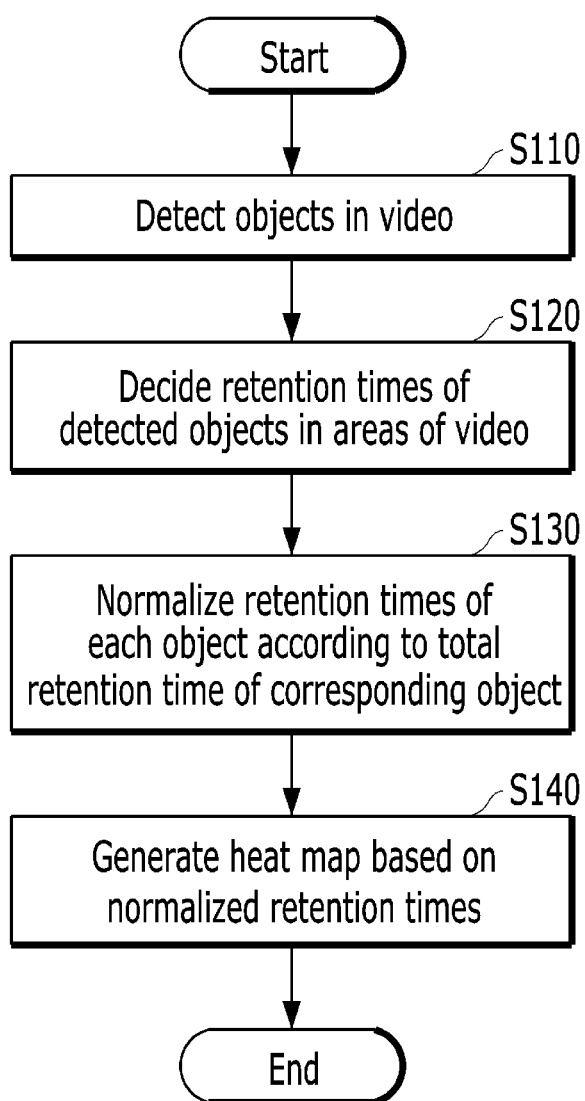 Start
S110
Detect objects in video
S120
Decide retention times of
detected objects in areas of video
S130
Normalize retention times of
each object according to total
retention time of corresponding object
S140
Generate heat map based on
normalized retention times
End